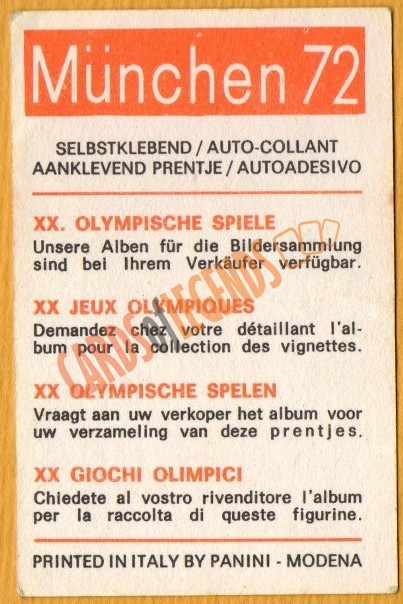 München 72
SELBSTKLEBEND / AUTO-COLLANT
AANKLEVEND PRENTJE / AUTOADESIVO
XX. OLYMPISCHE SPIELE
Unsere Alben für die Bildersammlung
sind bei Ihrem Verkäufer verfügbar.
XX JEUX OLYMPIQUES
Demandez chez votre détaillant l'al-
bum pour la collection des vignettes.
XX OLYMPISCHE SPELEN
Vraagt aan uw verkoper het album voor
uw verzameling van deze prentjes.
XX GIOCHI OLIMPICI
Chiedete al vostro rivenditore l'album
per la raccolta di queste figurine.
PRINTED IN ITALY BY PANINI - MODENA
CARDSOFLEGENDS.DK